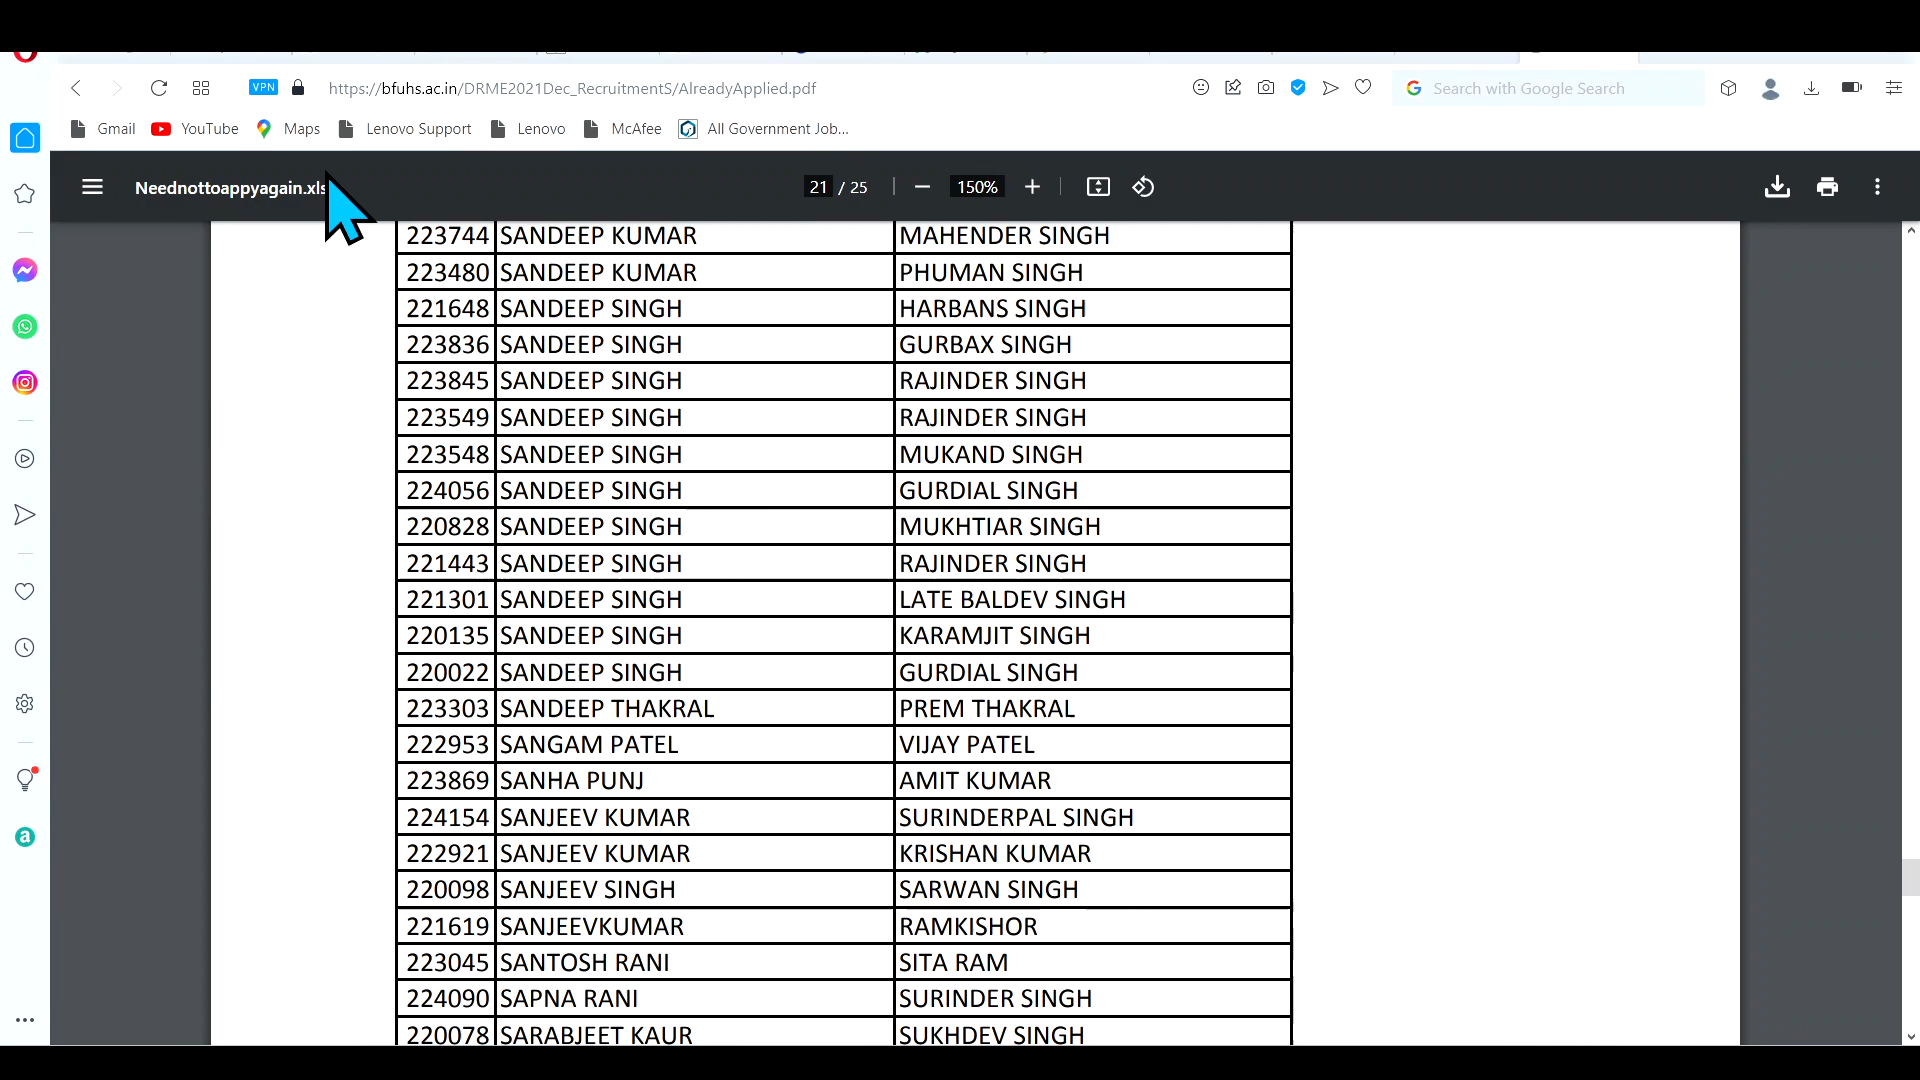 VPN https://bfuhs.ac.in/DRME2021Dec_RecruitmentS/AlreadyApplied.pdf Search with Google Search
Gmail YouTube Maps Lenovo Support Lenovo McAfee All Government Job...
Neednottoappyagain.xls 21 / 25 150%
223744 SANDEEP KUMAR MAHENDER SINGH
223480 SANDEEP KUMAR PHUMAN SINGH
221648 SANDEEP SINGH HARBANS SINGH
223836 SANDEEP SINGH GURBAX SINGH
223845 SANDEEP SINGH RAJINDER SINGH
223549 SANDEEP SINGH RAJINDER SINGH
223548 SANDEEP SINGH MUKAND SINGH
224056 SANDEEP SINGH GURDIAL SINGH
220828 SANDEEP SINGH MUKHTIAR SINGH
221443 SANDEEP SINGH RAJINDER SINGH
221301 SANDEEP SINGH LATE BALDEV SINGH
220135 SANDEEP SINGH KARAMJIT SINGH
220022 SANDEEP SINGH GURDIAL SINGH
223303 SANDEEP THAKRAL PREM THAKRAL
222953 SANGAM PATEL VIJAY PATEL
223869 SANHA PUNJ AMIT KUMAR
224154 SANJEEV KUMAR SURINDERPAL SINGH
222921 SANJEEV KUMAR KRISHAN KUMAR
220098 SANJEEV SINGH SARWAN SINGH
221619 SANJEEVKUMAR RAMKISHOR
223045 SANTOSH RANI SITA RAM
224090 SAPNA RANI SURINDER SINGH
220078 SARABJEET KAUR SUKHDEV SINGH